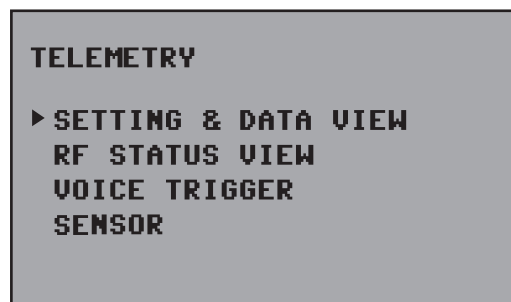 TELEMETRY
▶SETTING & DATA VIEW
RF STATUS VIEW
VOICE TRIGGER
SENSOR